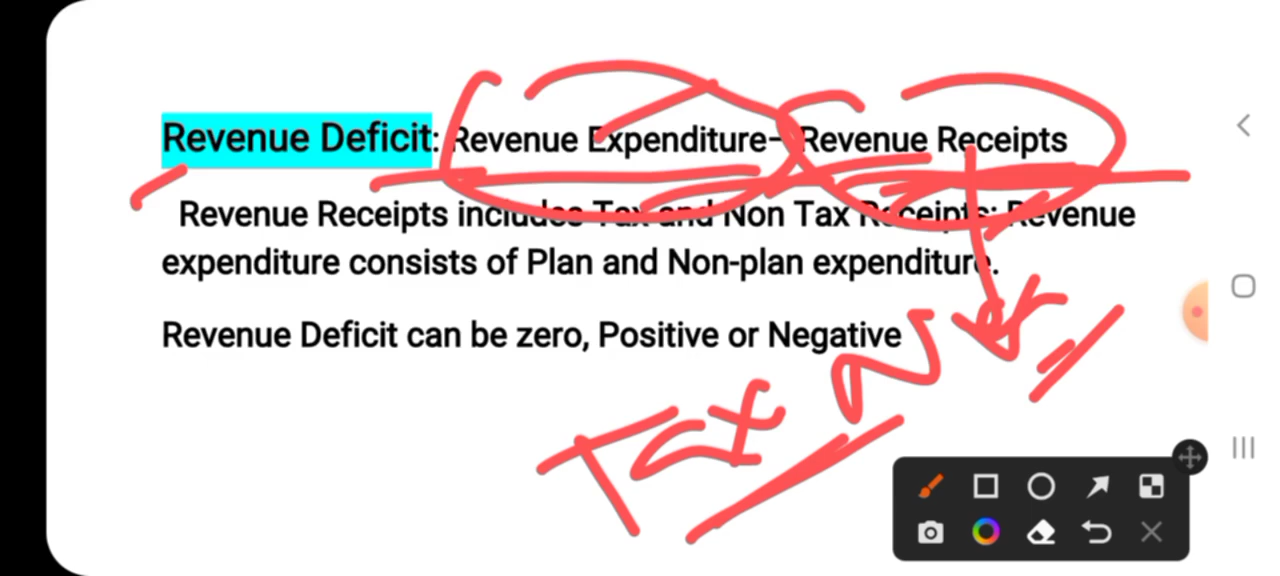 Revenue Deficit: Revenue Expenditure- Revenue Receipts
Revenue Receipts includes Tax and Non Tax Receipts; Revenue
expenditure consists of Plan and Non-plan expenditure.
Revenue Deficit can be zero, Positive or Negative
Tax